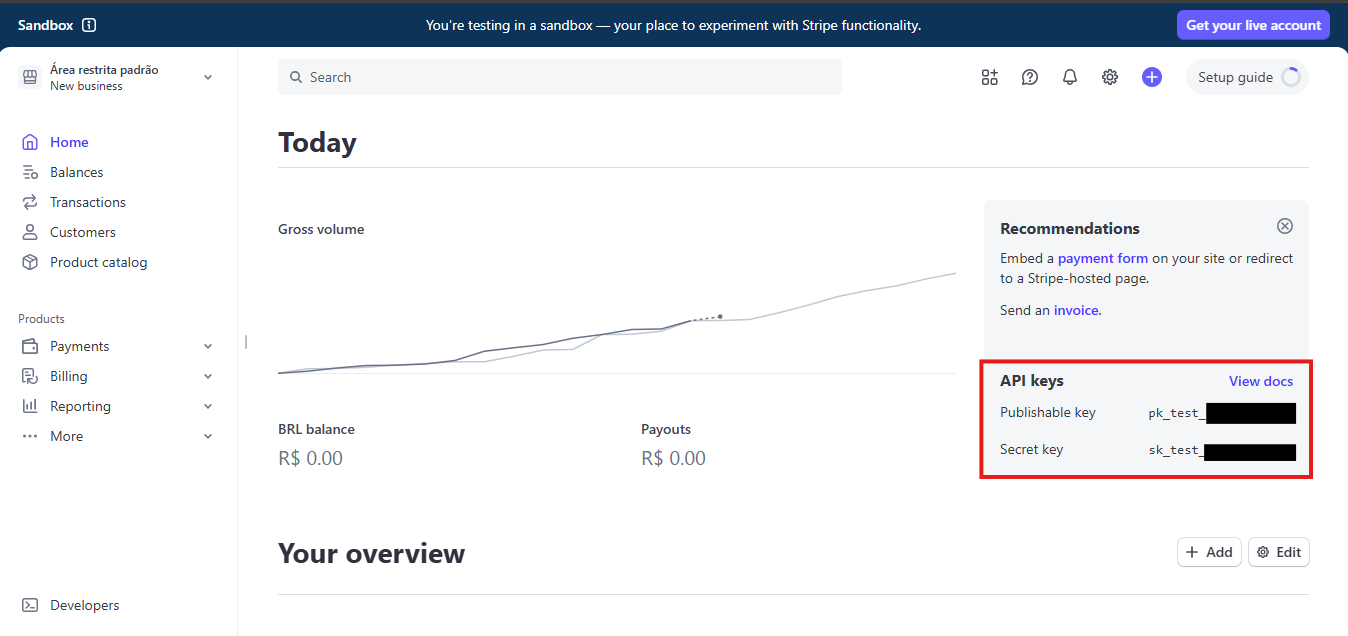 Sandbox
You're testing in a sandbox — your place to experiment with Stripe functionality.
Get your live account
Área restrita padrão
New business
Search
Setup guide
Home
Balances
Transactions
Customers
Product catalog
Products
Payments
Billing
Reporting
More
Developers
Today
Gross volume
BRL balance
R$ 0.00
Payouts
R$ 0.00
Recommendations
Embed a payment form on your site or redirect
to a Stripe-hosted page.
Send an invoice.
API keys
View docs
Publishable key
pk_test_
Secret key
sk_test_
Your overview
Add
Edit